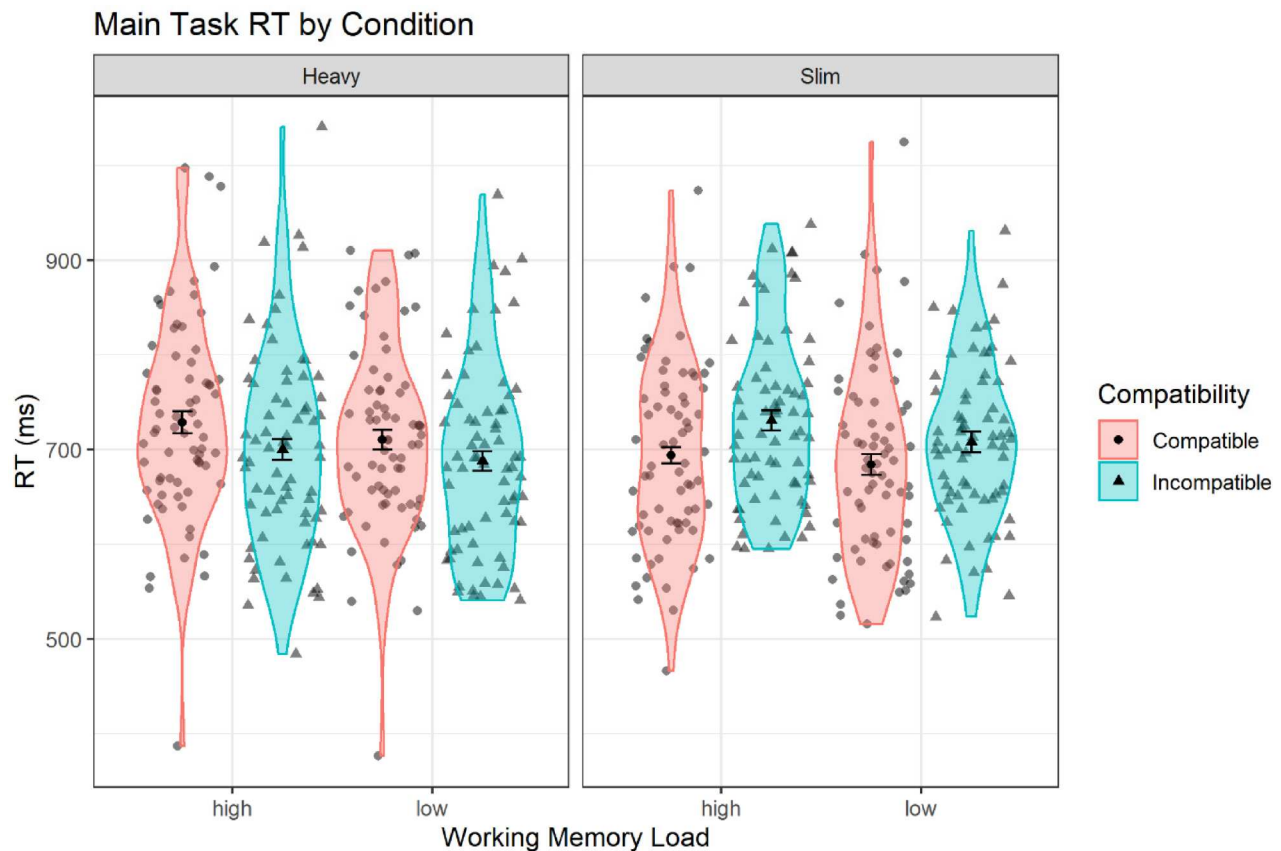 Main Task RT by Condition
Heavy
Slim
900
700
500
RT (ms)
high
low
high
low
Working Memory Load
Compatibility
Compatible
Incompatible